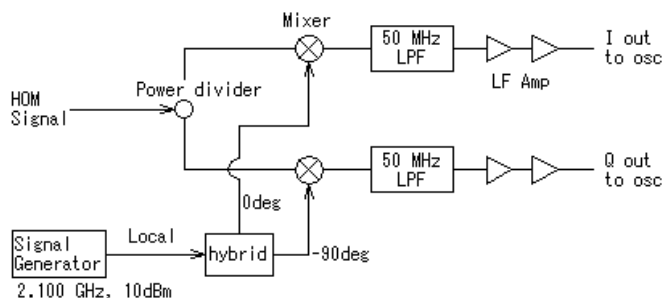 Mixer
50 MHz
LPF
I out
to osc
LF Amp
Power divider
HOM
Signal
50 MHz
LPF
Q out
to osc
0deg
Local
Signal
Generator
hybrid
-90deg
2.100 GHz, 10dBm